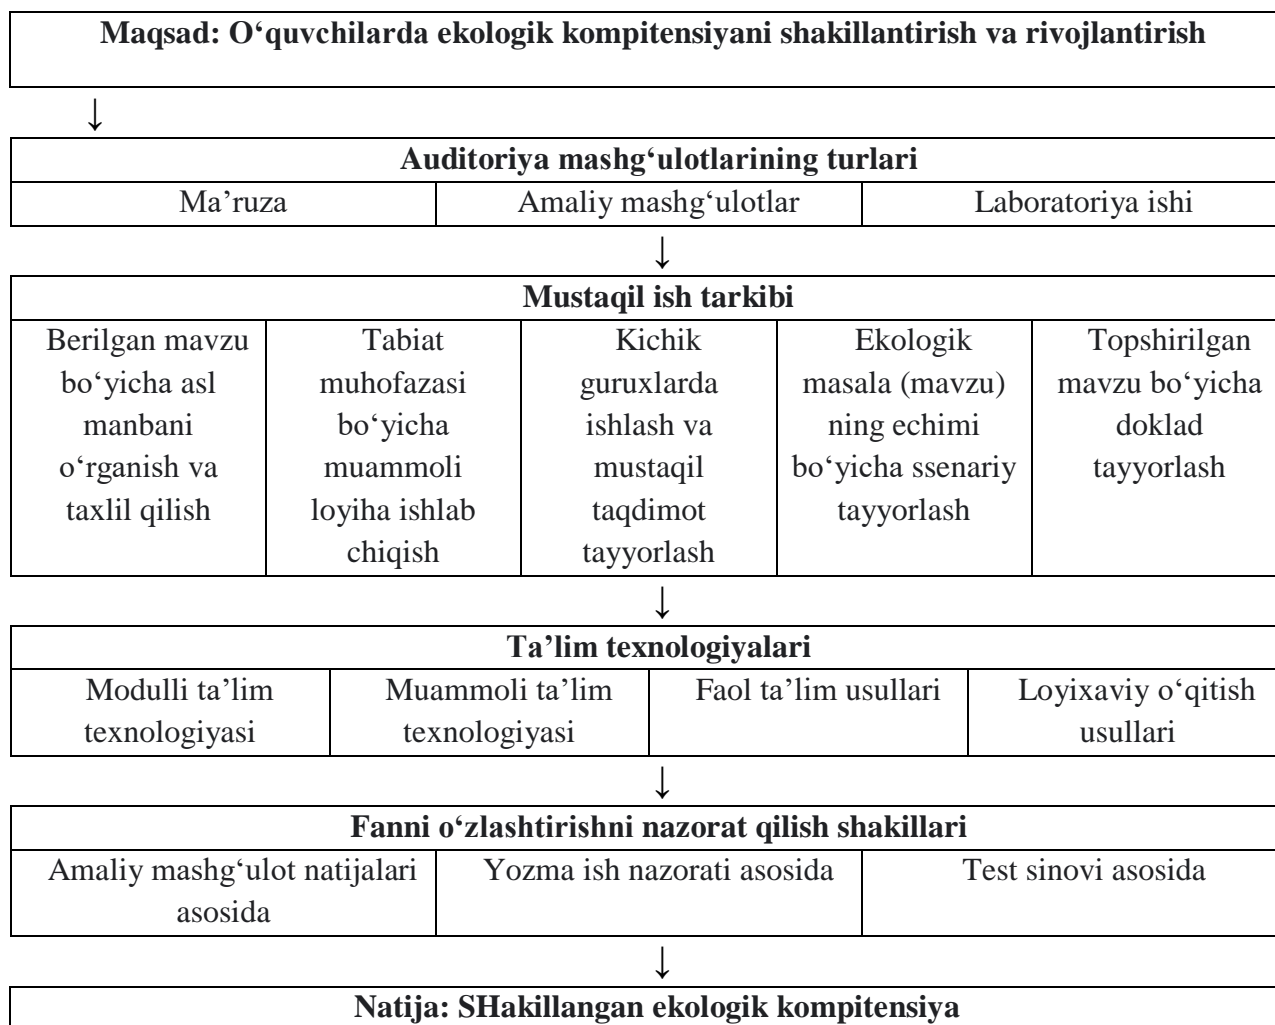 Maqsad: O‘quvchilarda ekologik kompitensiyani shakillantirish va rivojlantirish
↓
Auditoriya mashg‘ulotlarining turlari
Ma’ruza
Amaliy mashg‘ulotlar
Laboratoriya ishi
↓
Mustaqil ish tarkibi
Berilgan mavzu
bo‘yicha asl
manbani
o‘rganish va
taxlil qilish
Tabiat
muhofazasi
bo‘yicha
muammoli
loyiha ishlab
chiqish
Kichik
guruxlarda
ishlash va
mustaqil
taqdimot
tayyorlash
Ekologik
masala (mavzu)
ning echimi
bo‘yicha ssenariy
tayyorlash
Topshirilgan
mavzu bo‘yicha
doklad
tayyorlash
↓
Ta’lim texnologiyalari
Modulli ta’lim
texnologiyasi
Muammoli ta’lim
texnologiyasi
Faol ta’lim usullari
Loyixaviy o‘qitish
usullari
↓
Fanni o‘zlashtirishni nazorat qilish shakillari
Amaliy mashg‘ulot natijalari
asosida
Yozma ish nazorati asosida
Test sinovi asosida
↓
Natija: SHakillangan ekologik kompitensiya